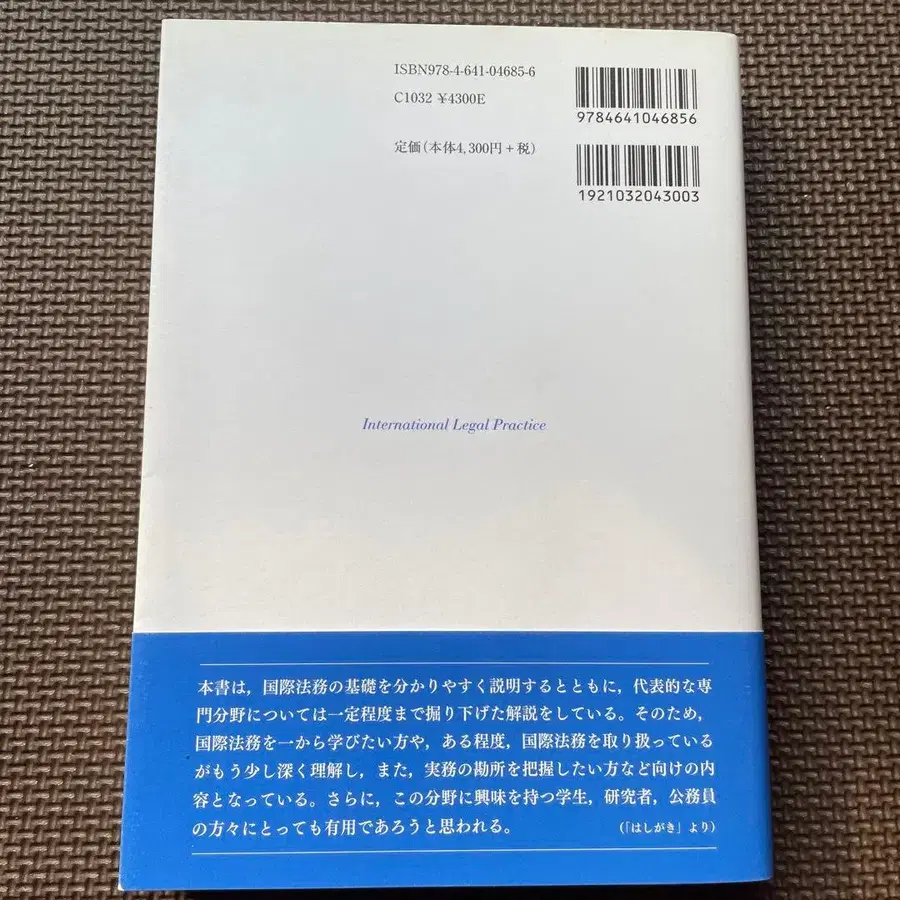 ISBN978-4-641-04685-6
C1032 ¥4300E
定価(本体4,300円+税)
9784641046856
1921032043003
International Legal Practice
本書は，国際法務の基礎を分かりやすく説明するとともに，代表的な専
門分野については一定程度まで掘り下げた解説をしている。そのため，
国際法務を一から学びたい方や，ある程度，国際法務を取り扱っている
がもう少し深く理解し，また，実務の勘所を把握したい方など向けの内
容となっている。さらに，この分野に興味を持つ学生，研究者，公務員
の方々にとっても有用であろうと思われる。
(「はしがき」より)